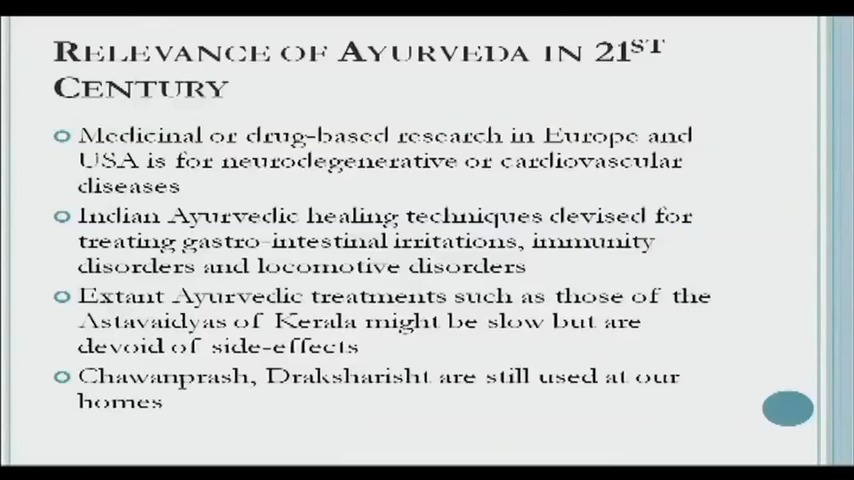 RELEVANCE OF AYURVEDA IN 21ST
CENTURY
Medicinal or drug-based research in Europe and
USA is for neurodegenerative or cardiovascular
diseases
Indian Ayurvedic healing techniques devised for
treating gastro-intestinal irritations, immunity
disorders and locomotive disorders
Extant Ayurvedic treatments such as those of the
Astavaidyas of Kerala might be slow but are
devoid of side-effects
Chawanprash, Draksharisht are still used at our
homes